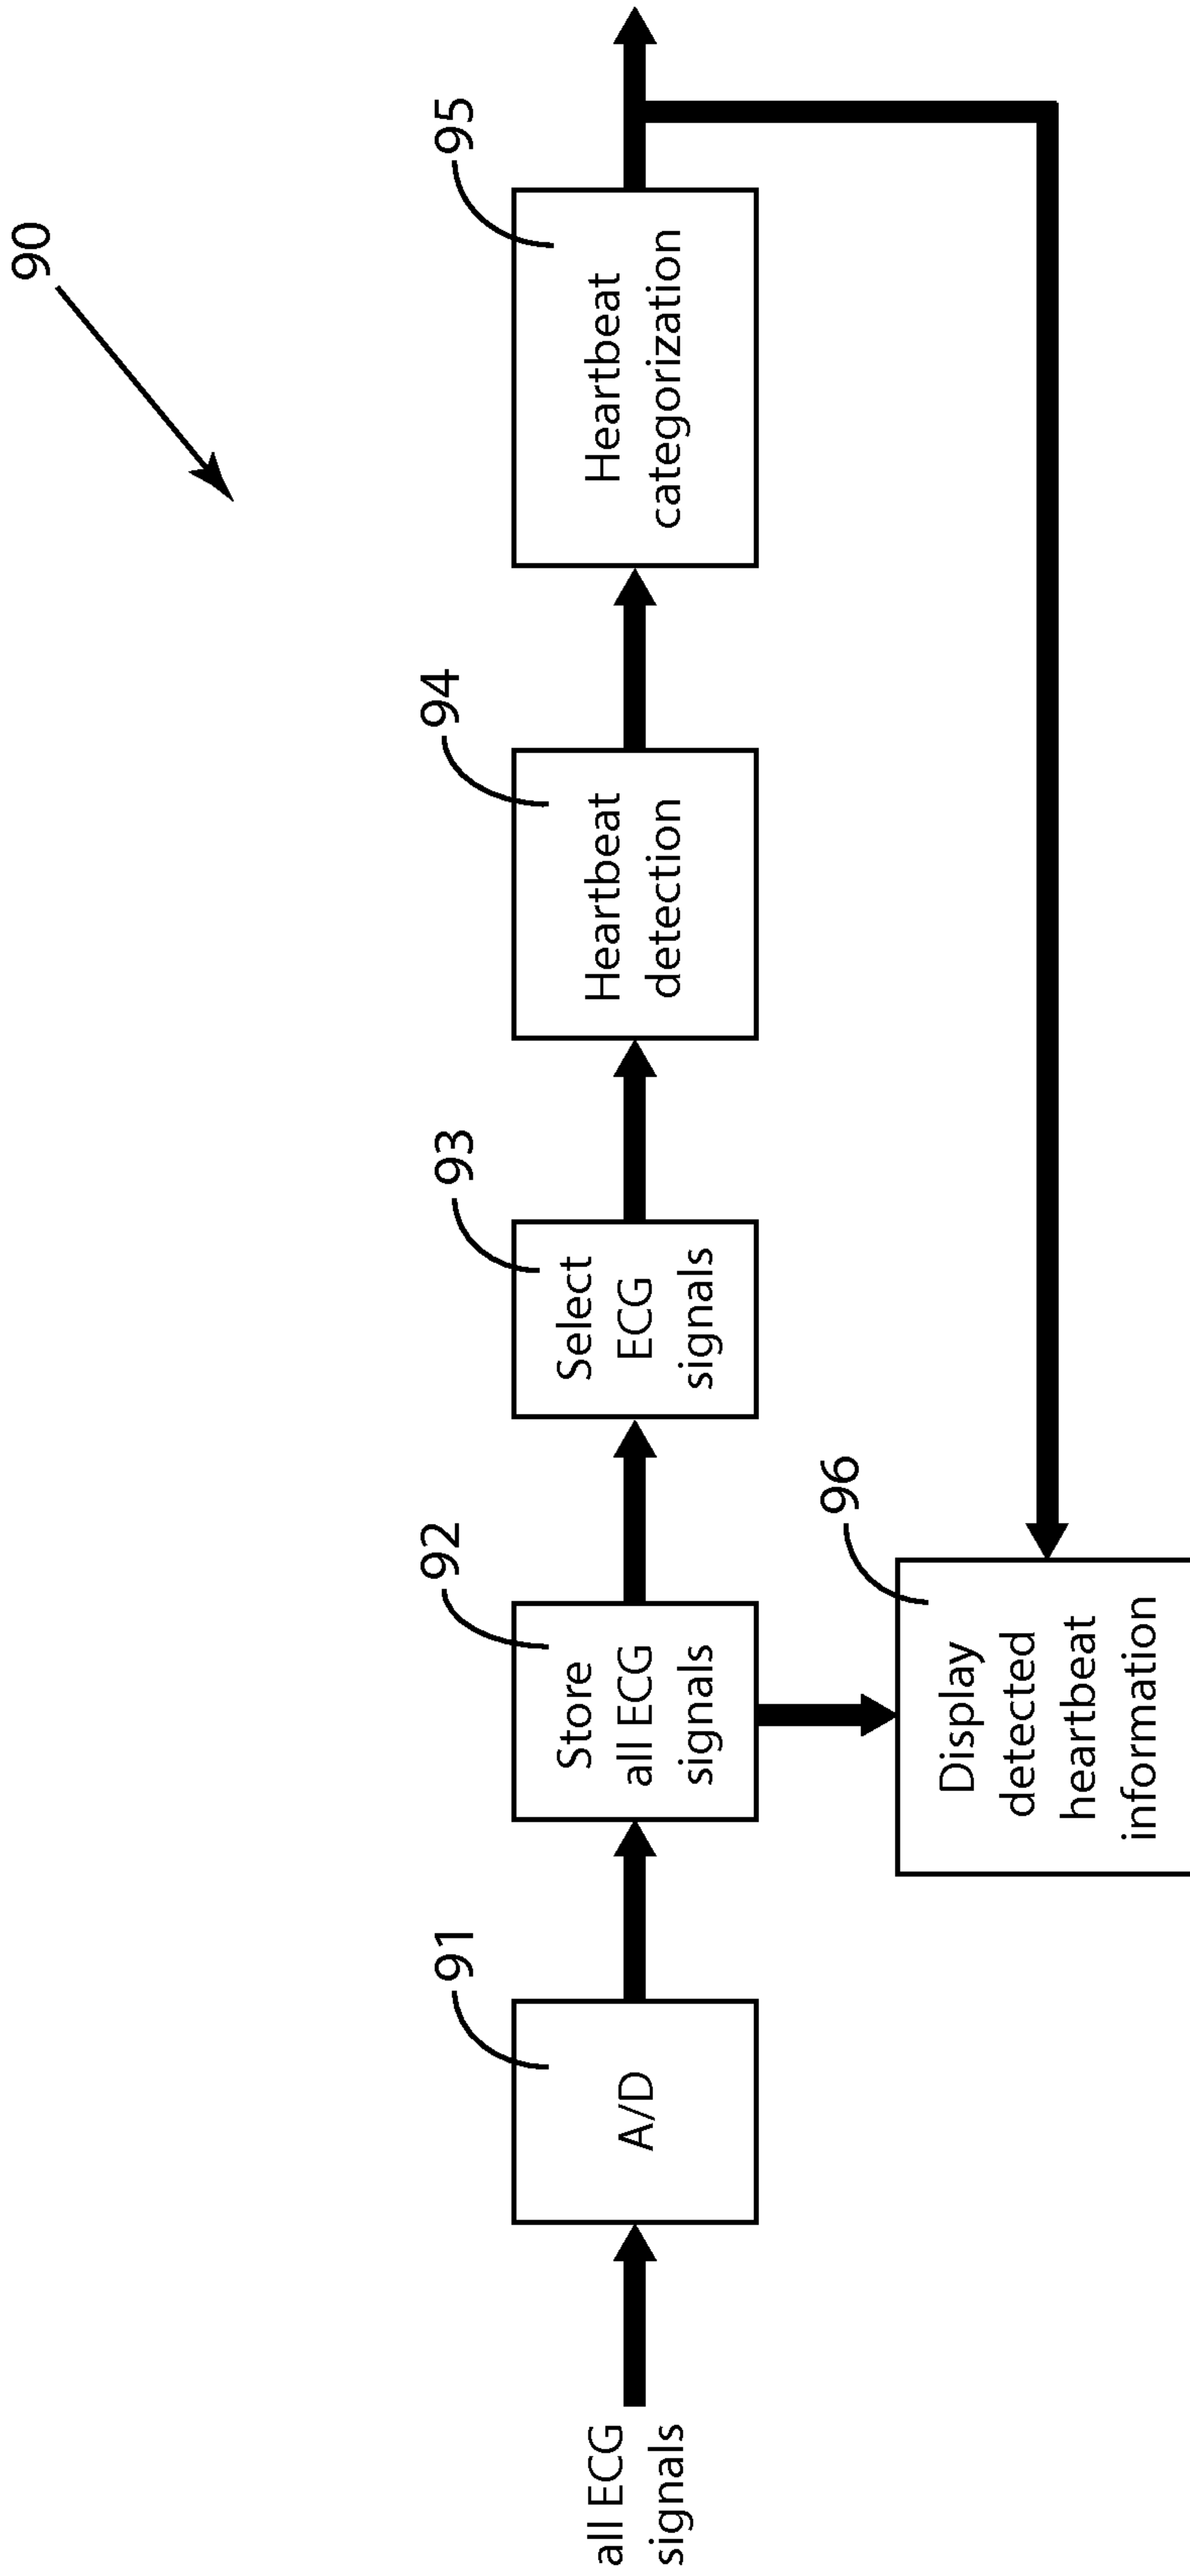 90
all ECG
signals
91
A/D
92
Store
all ECG
signals
93
Select
ECG
signals
94
Heartbeat
detection
95
Heartbeat
categorization
96
Display
detected
heartbeat
information